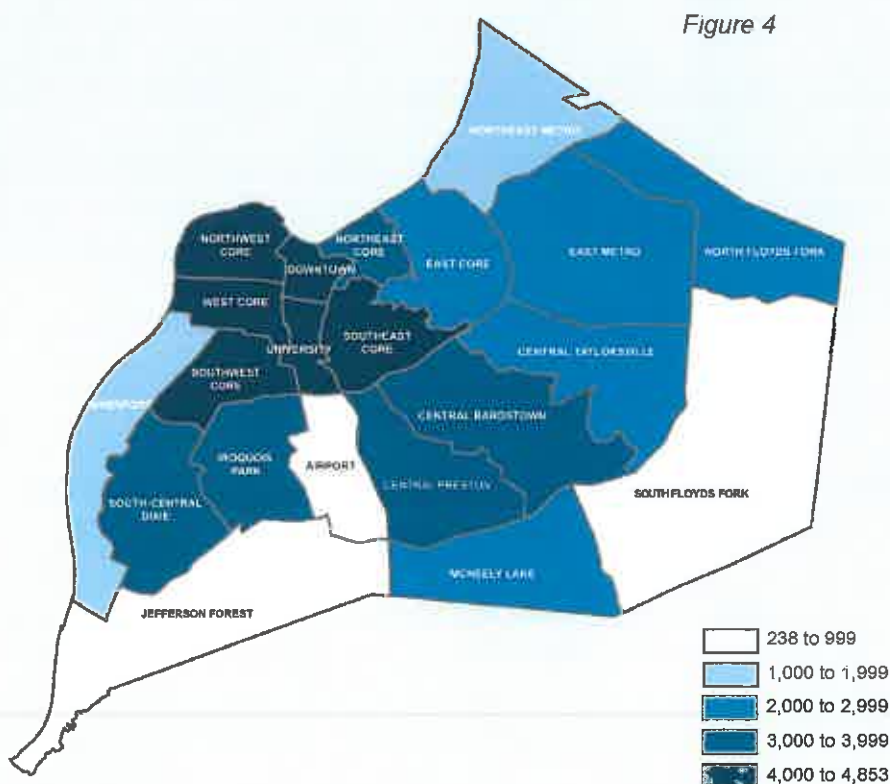 Figure 4
NORTHEAST METRO
NORTHWEST
CORE
NORTHEAST
CORE
DOWNTOWN
EAST CORE
EAST METRO
NORTH FLOYDS FORK
WEST CORE
UNIVERSITY
SOUTHEAST
CORE
CENTRAL TAYLORSVILLE
SOUTHWEST
CORE
CENTRAL BARDSTOWN
IROQUOIS
PARK
AIRPORT
CENTRAL PRESTON
SOUTH FLOYDS FORK
SOUTH CENTRAL
DIXIE
MCNEELY LAKE
JEFFERSON FOREST
238 to 999
1,000 to 1,999
2,000 to 2,999
3,000 to 3,999
4,000 to 4,853